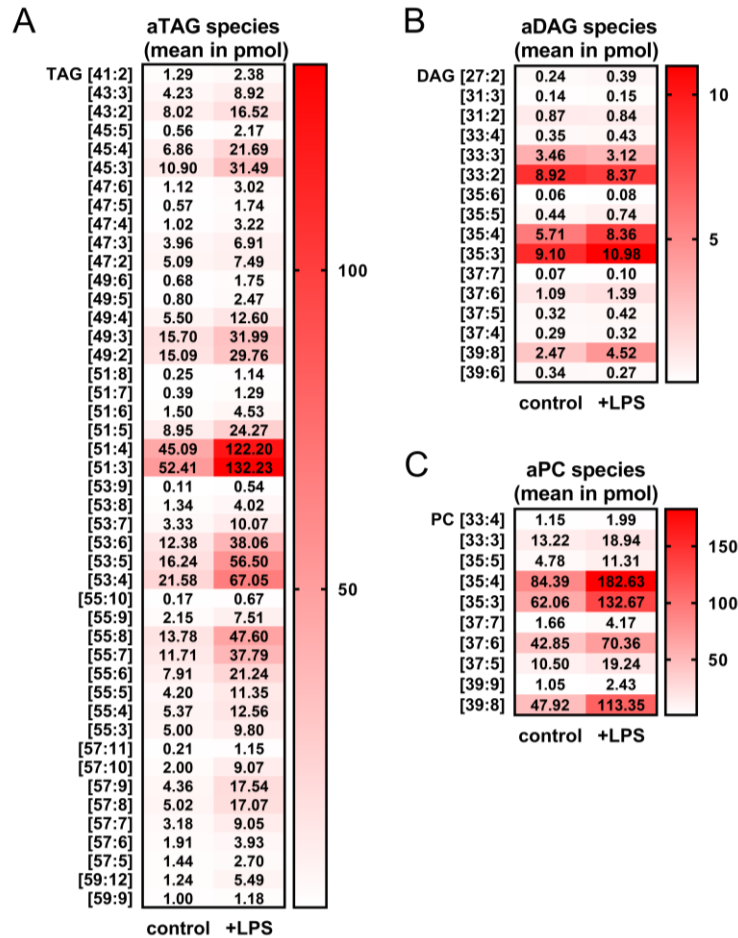 A
aTAG species
(mean in pmol)
TAG [41:2] 1.29 2.38
[43:3] 4.23 8.92
[43:2] 8.02 16.52
[45:5] 0.56 2.17
[45:4] 6.86 21.69
[45:3] 10.90 31.49
[47:6] 1.12 3.02
[47:5] 0.57 1.74
[47:4] 1.02 3.22
[47:3] 3.96 6.91
[47:2] 5.09 7.49
[49:6] 0.68 1.75
[49:5] 0.80 2.47
[49:4] 5.50 12.60
[49:3] 15.70 31.99
[49:2] 15.09 29.76
[51:8] 0.25 1.14
[51:7] 0.39 1.29
[51:6] 1.50 4.53
[51:5] 8.95 24.27
[51:4] 45.09 122.20
[51:3] 52.41 132.23
[53:9] 0.11 0.54
[53:8] 1.34 4.02
[53:7] 3.33 10.07
[53:6] 12.38 38.06
[53:5] 16.24 56.50
[53:4] 21.58 67.05
[55:10] 0.17 0.67
[55:9] 2.15 7.51
[55:8] 13.78 47.60
[55:7] 11.71 37.79
[55:6] 7.91 21.24
[55:5] 4.20 11.35
[55:4] 5.37 12.56
[55:3] 5.00 9.80
[57:11] 0.21 1.15
[57:10] 2.00 9.07
[57:9] 4.36 17.54
[57:8] 5.02 17.07
[57:7] 3.18 9.05
[57:6] 1.91 3.93
[57:5] 1.44 2.70
[59:12] 1.24 5.49
[59:9] 1.00 1.18
control +LPS
100
50
B
aDAG species
(mean in pmol)
DAG [27:2] 0.24 0.39
[31:3] 0.14 0.15
[31:2] 0.87 0.84
[33:4] 0.35 0.43
[33:3] 3.46 3.12
[33:2] 8.92 8.37
[35:6] 0.06 0.08
[35:5] 0.44 0.74
[35:4] 5.71 8.36
[35:3] 9.10 10.98
[37:7] 0.07 0.10
[37:6] 1.09 1.39
[37:5] 0.32 0.42
[37:4] 0.29 0.32
[39:8] 2.47 4.52
[39:6] 0.34 0.27
control +LPS
10
5
C
aPC species
(mean in pmol)
PC [33:4] 1.15 1.99
[33:3] 13.22 18.94
[35:5] 4.78 11.31
[35:4] 84.39 182.63
[35:3] 62.06 132.67
[37:7] 1.66 4.17
[37:6] 42.85 70.36
[37:5] 10.50 19.24
[39:9] 1.05 2.43
[39:8] 47.92 113.35
control +LPS
150
100
50